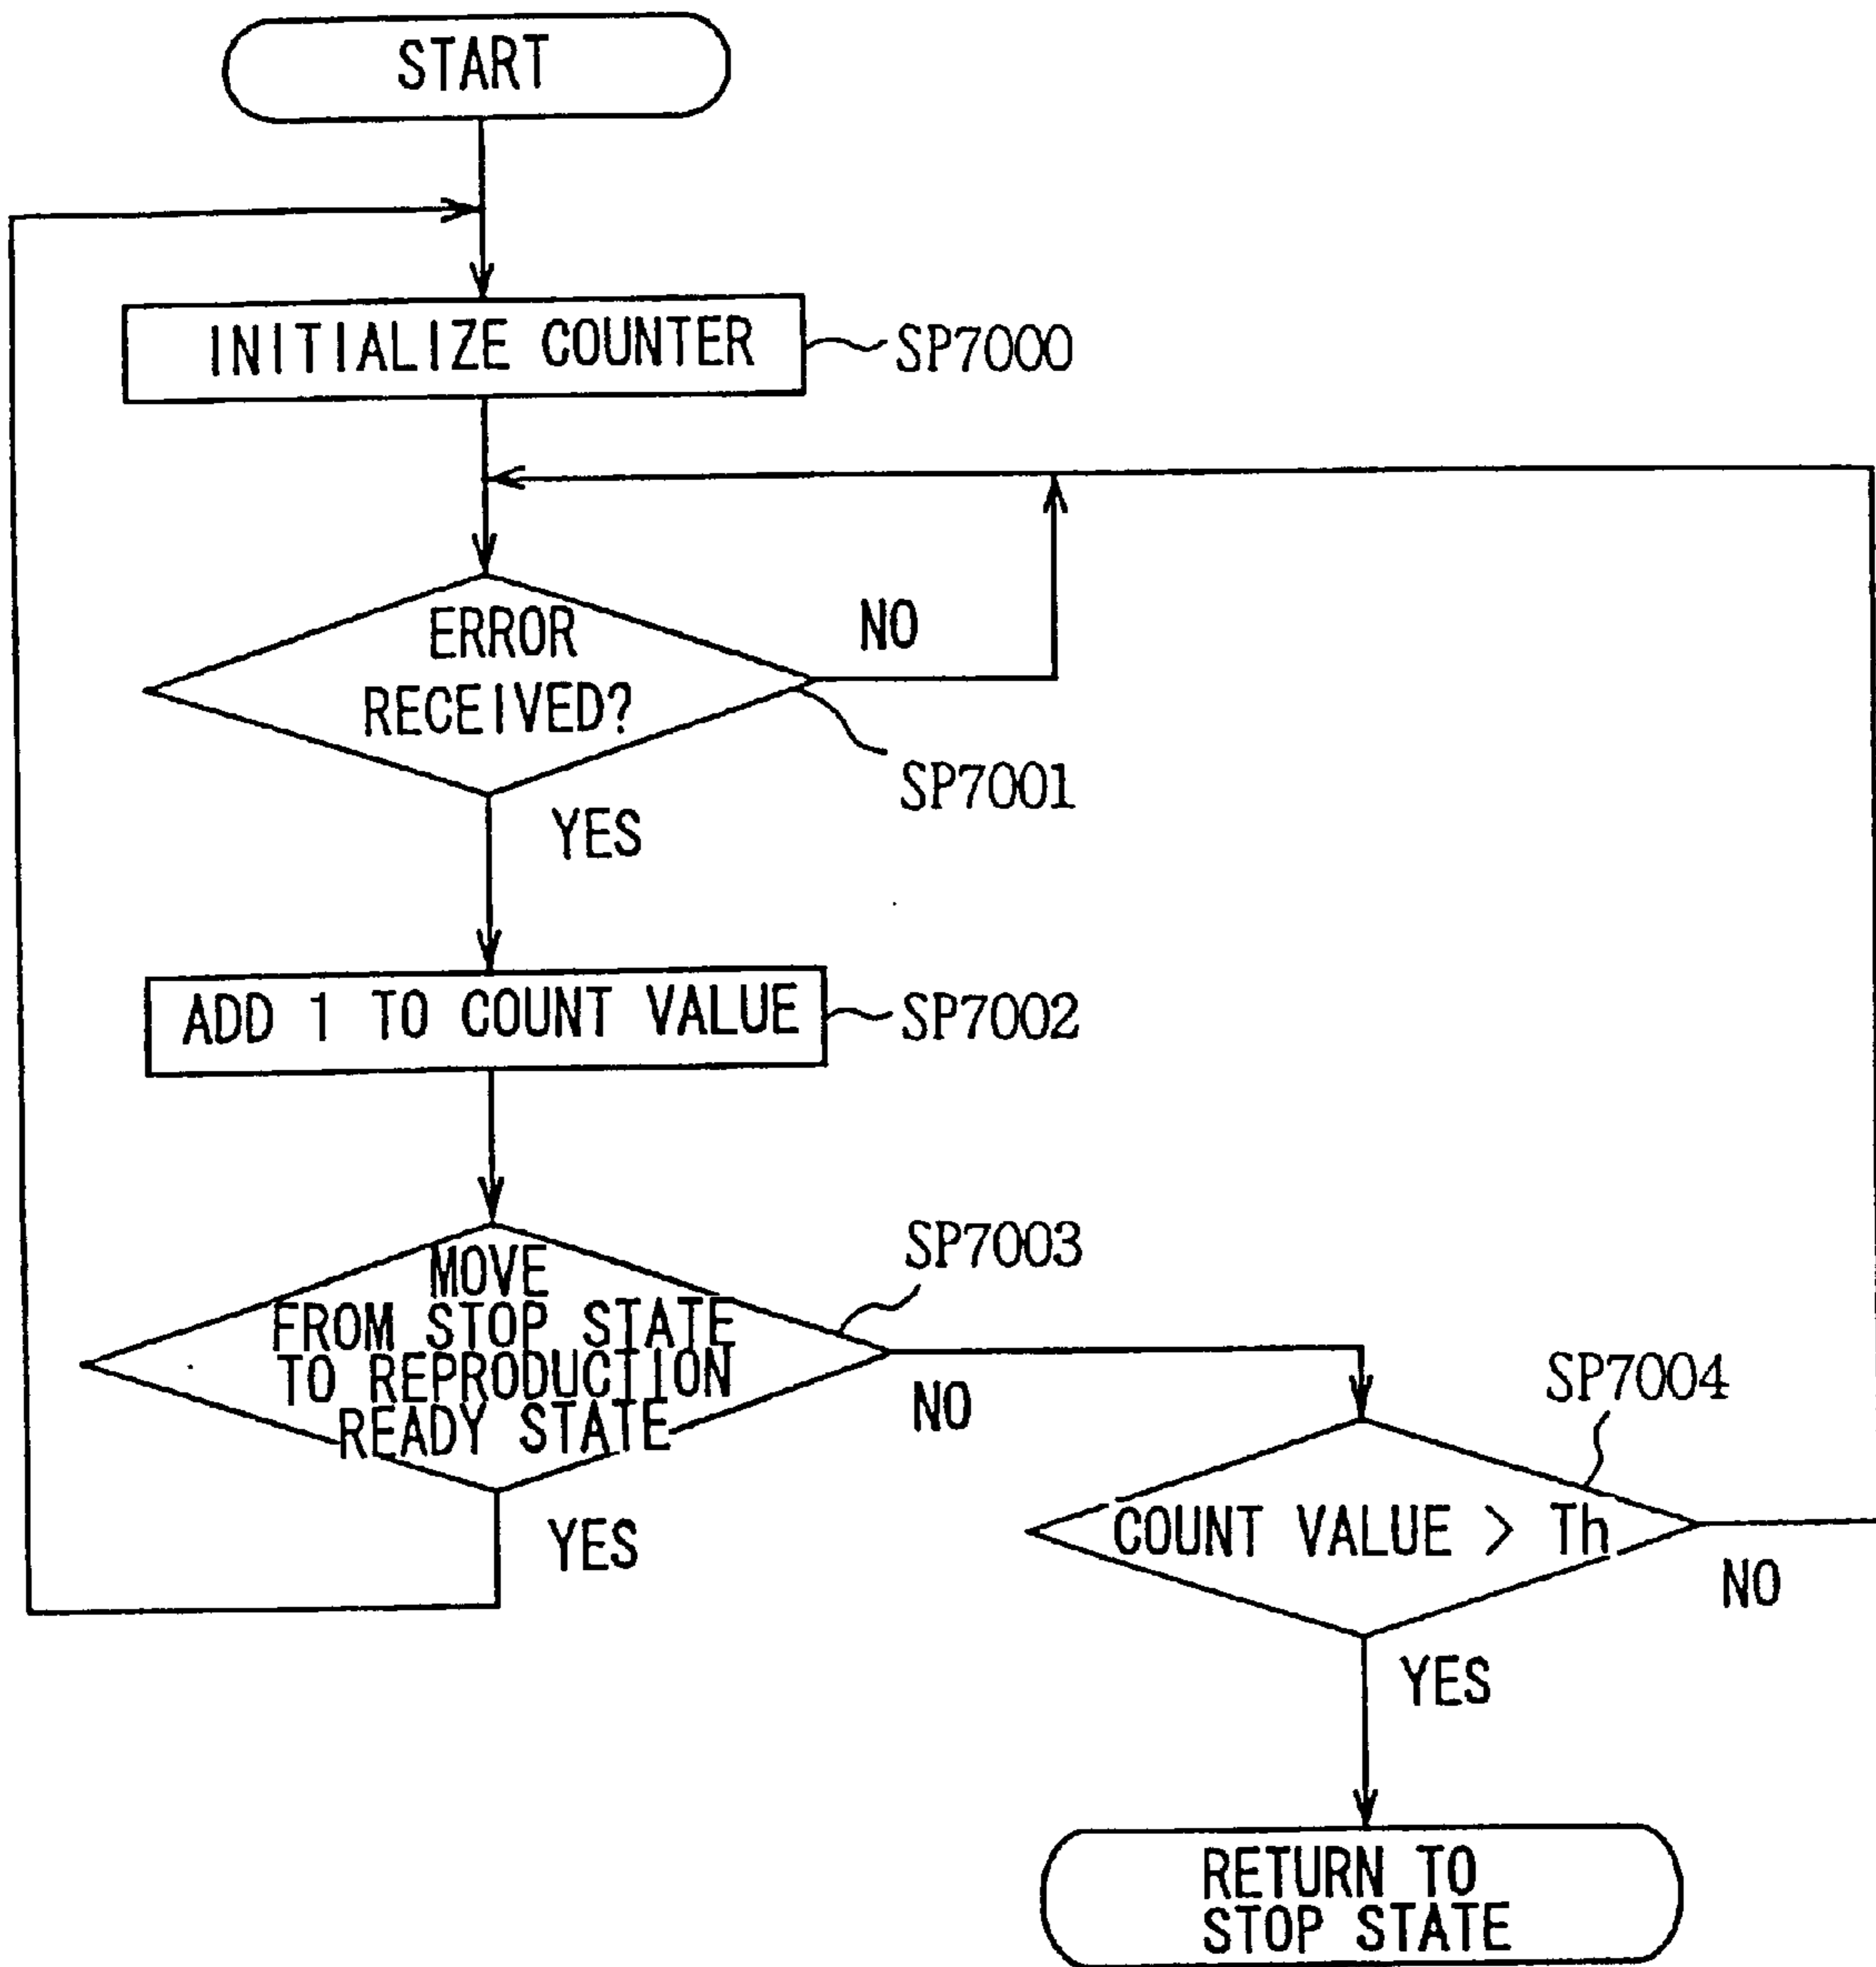 START
INITIALIZE COUNTER
SP7000
ERROR
RECEIVED?
NO
SP7001
YES
ADD 1 TO COUNT VALUE
SP7002
MOVE
FROM STOP STATE
TO REPRODUCTION
READY STATE
SP7003
NO
YES
SP7004
COUNT VALUE > Th
NO
YES
RETURN TO
STOP STATE